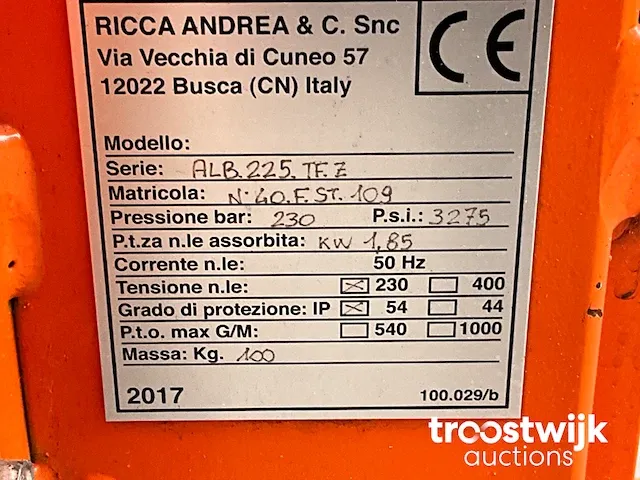 RICCA ANDREA & C. Snc
Via Vecchia di Cuneo 57
12022 Busca (CN) Italy
CE
Modello:
Serie: ALB.225.TF.Z
Matricola: N° 40.F.ST.109
Pressione bar: 230 P.s.i.: 3275
P.t.za n.le assorbita: KW 1,85
Corrente n.le: 50 Hz
Tensione n.le: 230 400
Grado di protezione: IP 54 44
P.t.o. max G/M: 540 1000
Massa: Kg. 100
2017 100.029/b
troostwijk
auctions